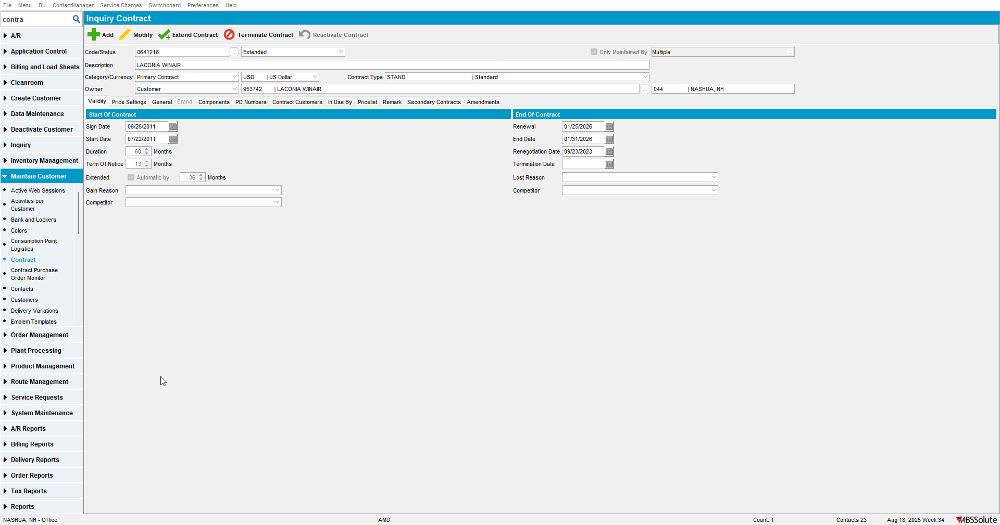 File Menu BU ContactManager Service Charges Switchboard Preferences Help
contra
Inquiry Contract
Add Modify Extend Contract Terminate Contract Reactivate Contract
A/R
Application Control
Billing and Load Sheets
Cleanroom
Create Customer
Data Maintenance
Deactivate Customer
Inquiry
Inventory Management
Maintain Customer
Active Web Sessions
Activities per
Customer
Bank and Lockers
Colors
Consumption Point
Logistics
Contract
Contract Purchase
Order Monitor
Contacts
Customers
Delivery Variations
Emblem Templates
Order Management
Plant Processing
Product Management
Route Management
Service Requests
System Maintenance
A/R Reports
Billing Reports
Delivery Reports
Order Reports
Tax Reports
Reports
Code/Status 0641218 ... Extended Only Maintained By Multiple ...
Description LACONIA WINAIR
Category/Currency Primary Contract USD | US Dollar Contract Type STAND | Standard
Owner Customer 953742 | LACONIA WINAIR ... 044 | NASHUA, NH
Validity Price Settings General Brand Components PO Numbers Contract Customers In Use By Pricelist Remark Secondary Contracts Amendments
Start Of Contract
Sign Date 06/26/2011 16
Start Date 07/22/2011 16
Duration 60 Months
Term Of Notice 13 Months
Extended Automatic by 36 Months
Gain Reason
Competitor
End Of Contract
Renewal 01/25/2026 16
End Date 01/31/2026 16
Renegotiation Date 09/23/2023 16
Termination Date 16
Lost Reason
Competitor
NASHUA, NH - Office AMD Count: 1 Contacts 23 Aug 18, 2025 Week 34 ABSSolute